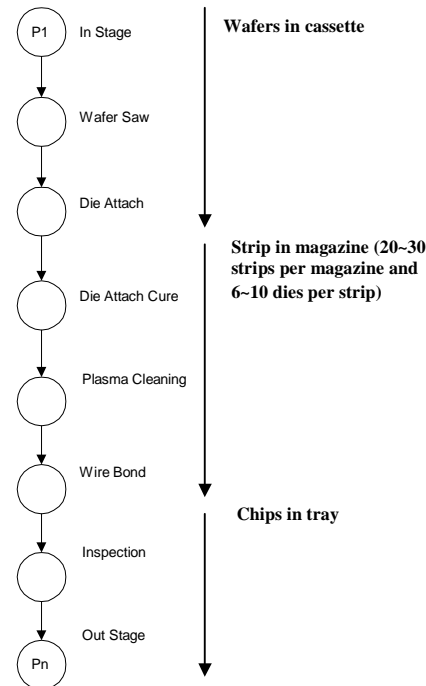 P1
In Stage
Wafers in cassette
Wafer Saw
Die Attach
Strip in magazine (20~30
strips per magazine and
6~10 dies per strip)
Die Attach Cure
Plasma Cleaning
Wire Bond
Chips in tray
Inspection
Out Stage
Pn